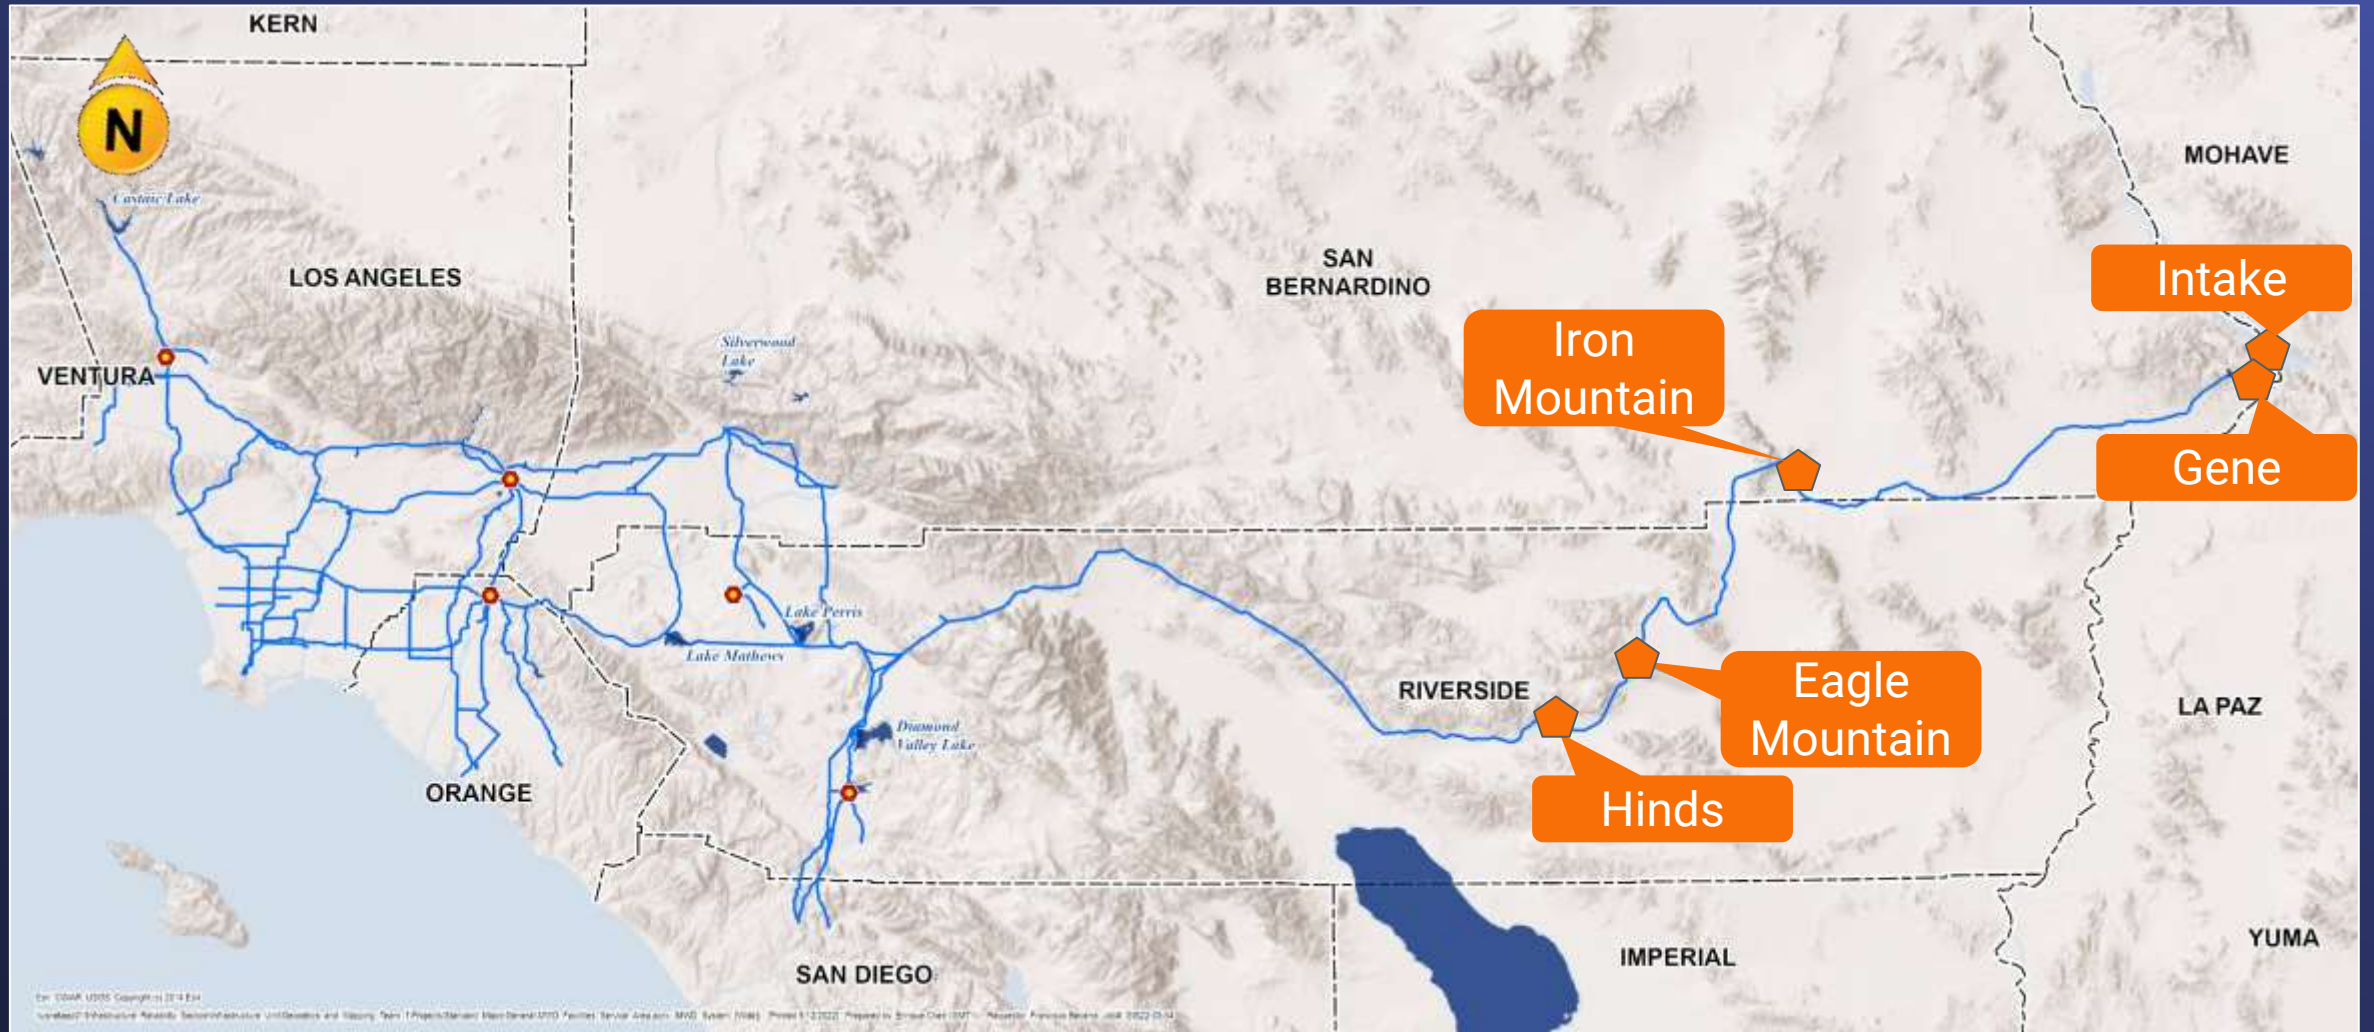 KERN
N
MOHAVE
Castaic Lake
LOS ANGELES
SAN
BERNARDINO
Intake
Iron
Mountain
Silverwood
Lake
VENTURA
Gene
Lake Perris
Lake Mathews
RIVERSIDE
Eagle
Mountain
LA PAZ
Diamond
Valley Lake
ORANGE
Hinds
YUMA
IMPERIAL
SAN DIEGO